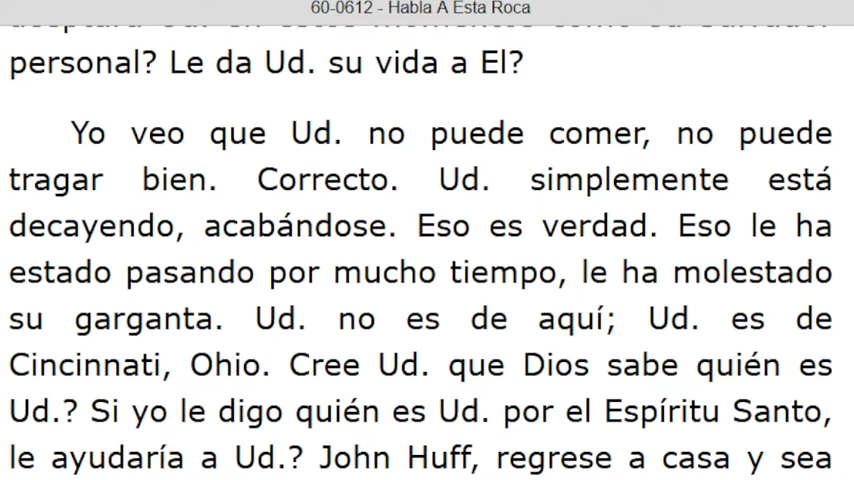 60-0612 - Habla A Esta Roca
personal? Le da Ud. su vida a El?
Yo veo que Ud. no puede comer, no puede
tragar bien. Correcto. Ud. simplemente está
decayendo, acabándose. Eso es verdad. Eso le ha
estado pasando por mucho tiempo, le ha molestado
su garganta. Ud. no es de aquí; Ud. es de
Cincinnati, Ohio. Cree Ud. que Dios sabe quién es
Ud.? Si yo le digo quién es Ud. por el Espíritu Santo,
le ayudaría a Ud.? John Huff, regrese a casa y sea